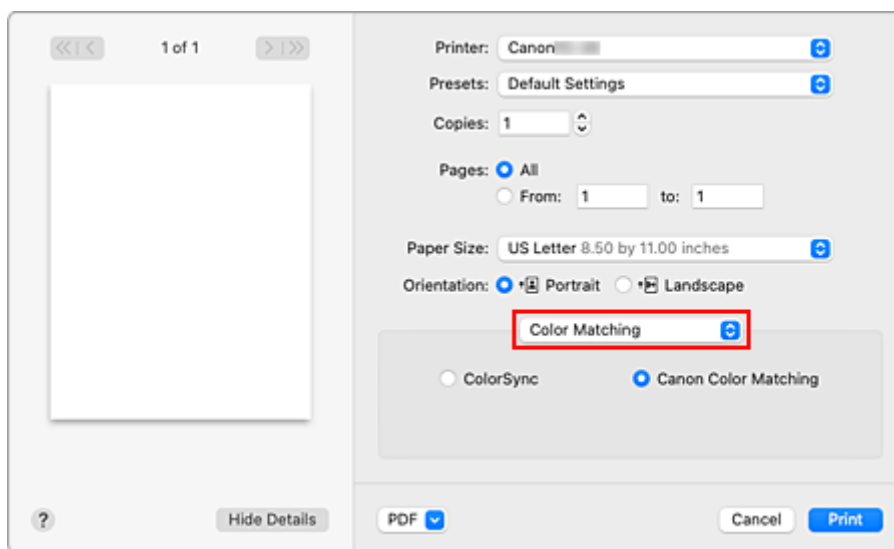 1 of 1
Printer: Canon
Presets: Default Settings
Copies: 1
Pages: All
From: 1 to: 1
Paper Size: US Letter 8.50 by 11.00 inches
Orientation: Portrait Landscape
Color Matching
ColorSync Canon Color Matching
? Hide Details PDF Cancel Print